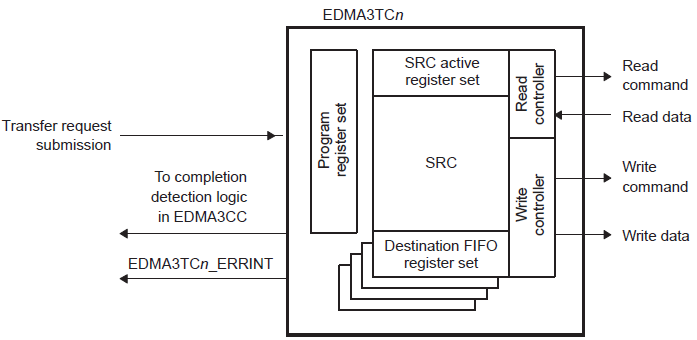 EDMA3TCn
Transfer request
submission
To completion
detection logic
in EDMA3CC
EDMA3TCn_ERRINT
Program
register set
SRC active
register set
SRC
Destination FIFO
register set
Read
controller
Write
controller
Read
command
Read data
Write
command
Write data